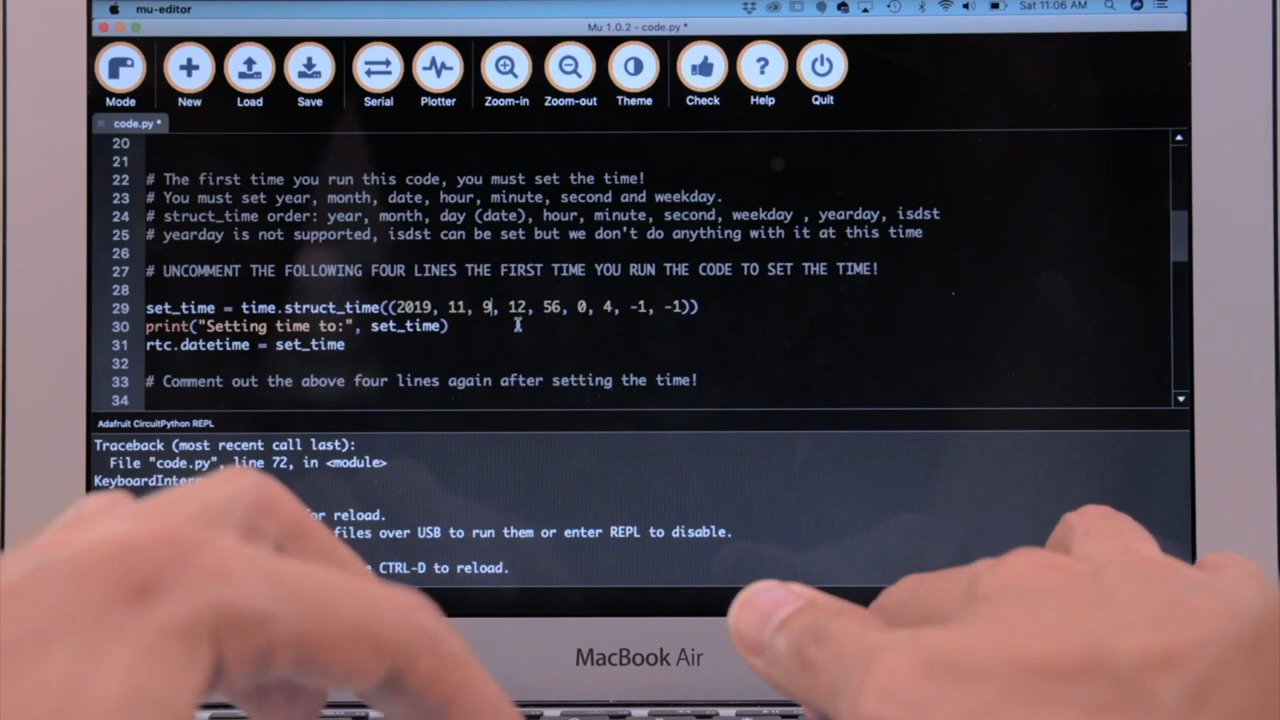 mu-editor Sat 11:06 AM
Mu 1.0.2 - code.py *
Mode New Load Save Serial Plotter Zoom-in Zoom-out Theme Check Help Quit
code.py *
20
21
22 # The first time you run this code, you must set the time!
23 # You must set year, month, date, hour, minute, second and weekday.
24 # struct_time order: year, month, day (date), hour, minute, second, weekday , yearday, isdst
25 # yearday is not supported, isdst can be set but we don't do anything with it at this time
26
27 # UNCOMMENT THE FOLLOWING FOUR LINES THE FIRST TIME YOU RUN THE CODE TO SET THE TIME!
28
29 set_time = time.struct_time((2019, 11, 9, 12, 56, 0, 4, -1, -1))
30 print("Setting time to:", set_time)
31 rtc.datetime = set_time
32
33 # Comment out the above four lines again after setting the time!
34
Adafruit CircuitPython REPL
Traceback (most recent call last):
File "code.py", line 72, in <module>
KeyboardInter
for reload.
files over USB to run them or enter REPL to disable.
CTRL-D to reload.
MacBook Air